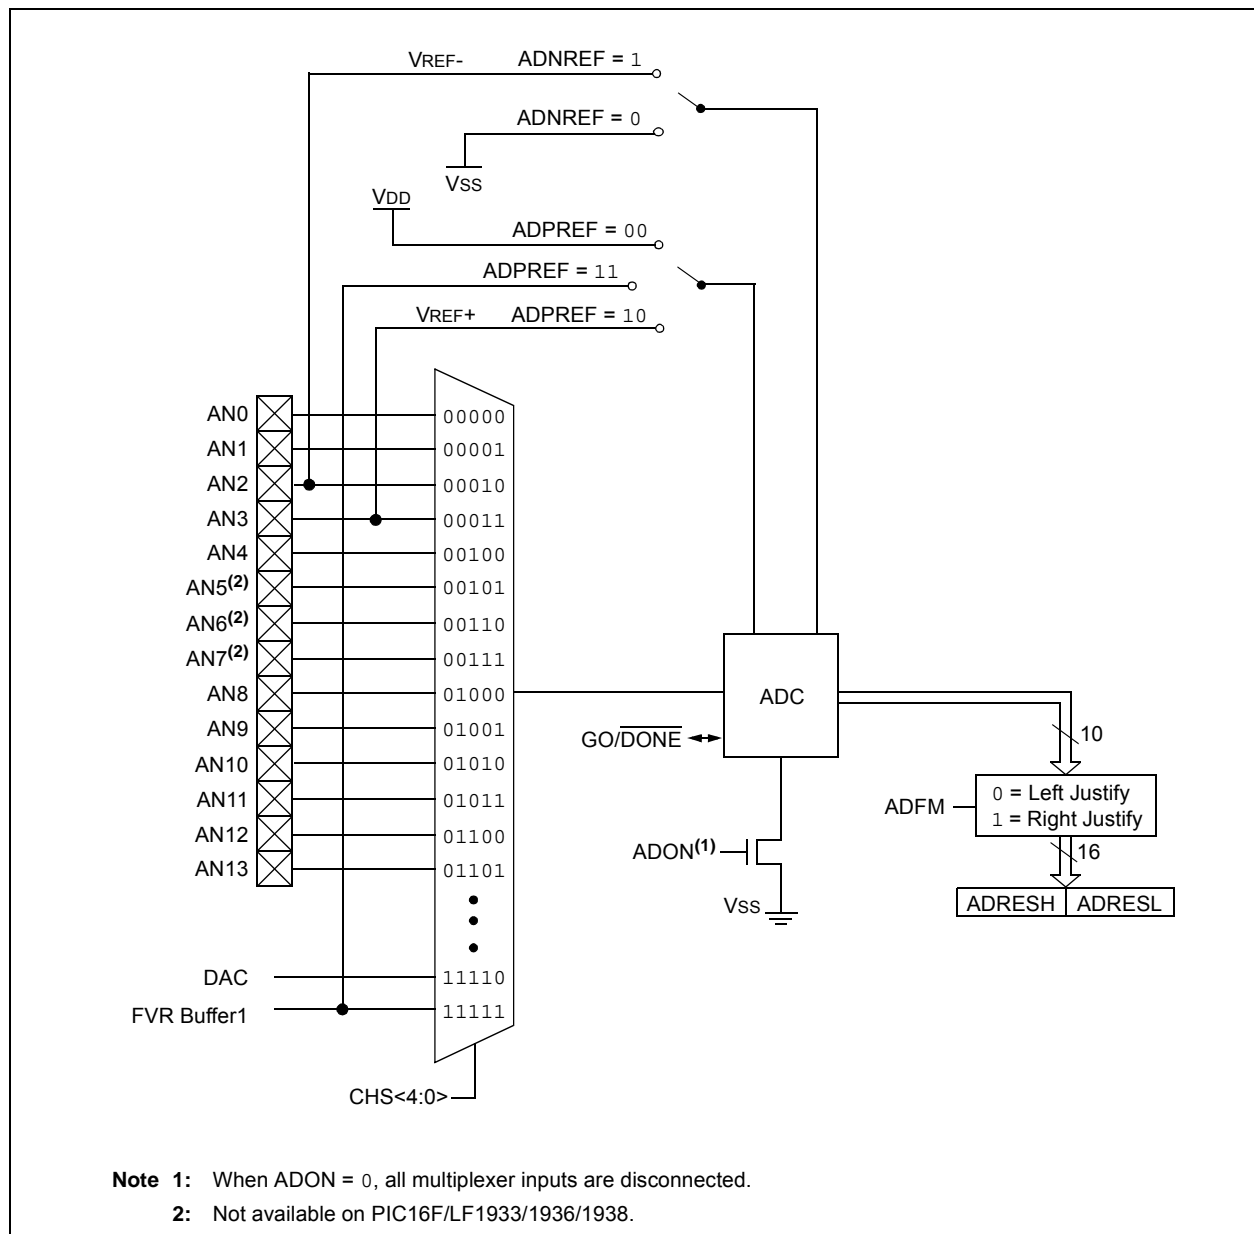 VREF- ADNREF = 1
ADNREF = 0
VSS
VDD
ADPREF = 00
ADPREF = 11
VREF+ ADPREF = 10
AN0 00000
AN1 00001
AN2 00010
AN3 00011
AN4 00100
AN5(2) 00101
AN6(2) 00110
AN7(2) 00111
AN8 01000
AN9 01001
AN10 01010
AN11 01011
AN12 01100
AN13 01101
DAC 11110
FVR Buffer1 11111
CHS<4:0>
ADC
GO/DONE
ADON(1)
VSS
10
ADFM
0 = Left Justify
1 = Right Justify
16
ADRESH ADRESL
Note 1: When ADON = 0, all multiplexer inputs are disconnected.
2: Not available on PIC16F/LF1933/1936/1938.